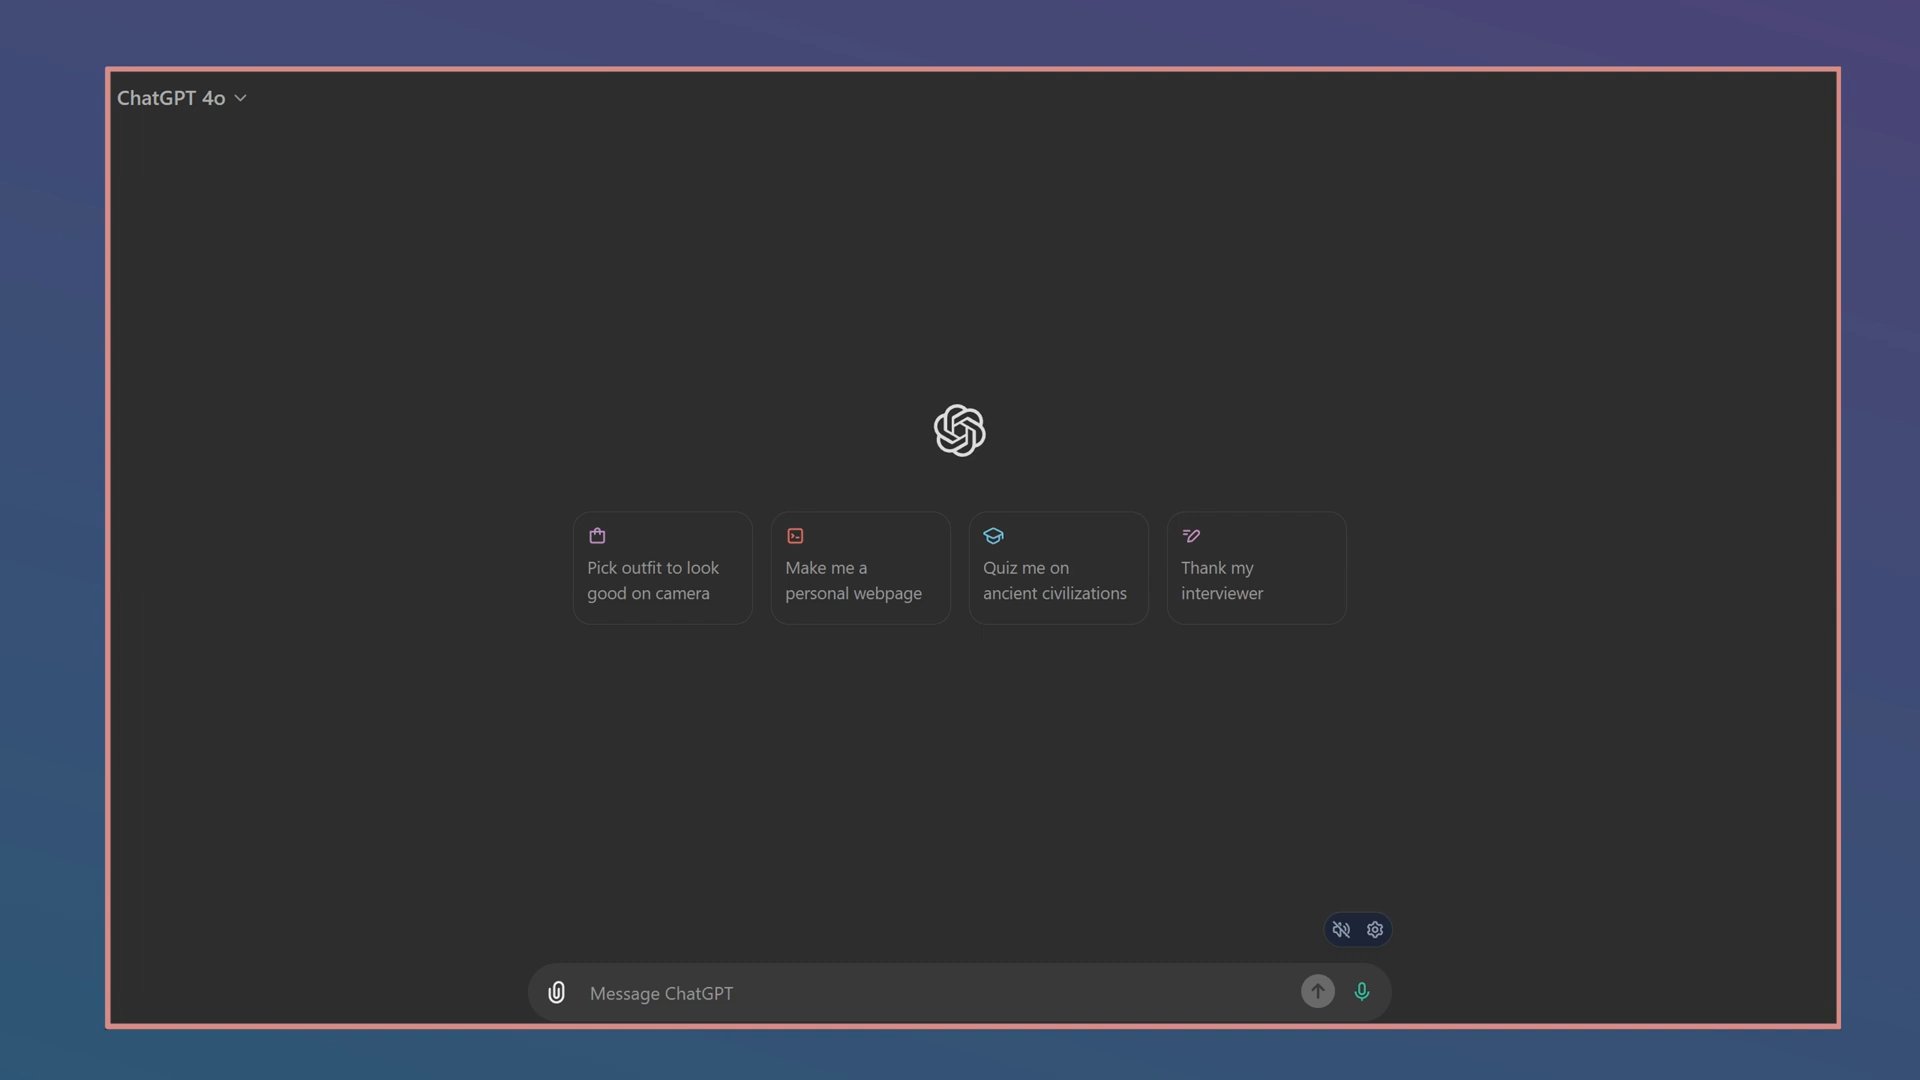 ChatGPT 4o
Pick outfit to look
good on camera
Make me a
personal webpage
Quiz me on
ancient civilizations
Thank my
interviewer
Message ChatGPT